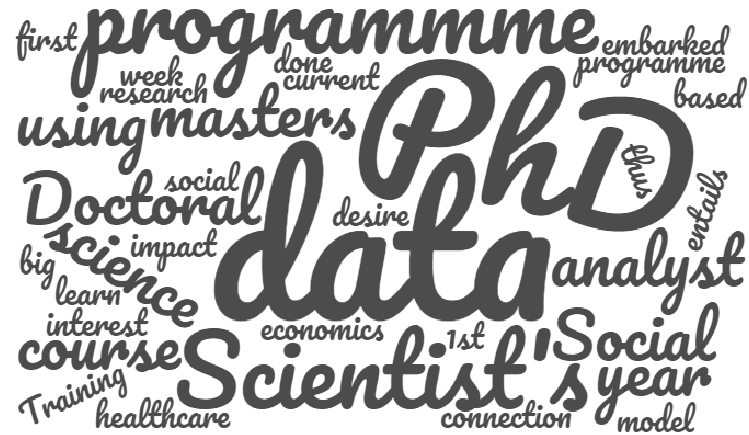 first programmme embarked
done programme
week current
research PhD based
using masters thus
social
Doctoral desire entails
science impact data
big analyst
learn
interest economics 1st Social
course Scientist's year
Training
healthcare connection model